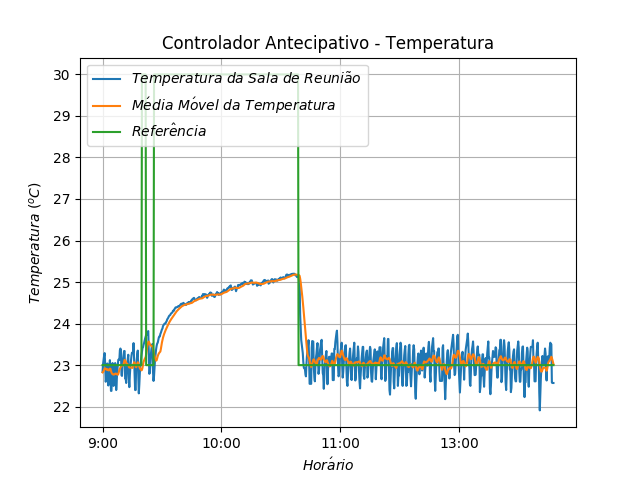 Controlador Antecipativo - Temperatura
Temperatura da Sala de Reunião
Média Móvel da Temperatura
Referência
30
29
28
27
26
25
24
23
22
Temperatura (ºC)
9:00 10:00 11:00 13:00
Horário